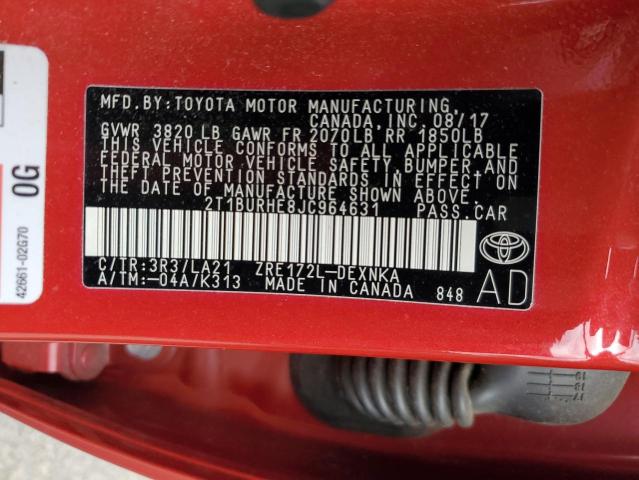 MFD. BY: TOYOTA MOTOR MANUFACTURING,
CANADA, INC. 08/17
GVWR 3820 LB GAWR FR 2070LB RR 1850LB
THIS VEHICLE CONFORMS TO ALL APPLICABLE
FEDERAL MOTOR VEHICLE SAFETY, BUMPER, AND
THEFT PREVENTION STANDARDS IN EFFECT ON
THE DATE OF MANUFACTURE SHOWN ABOVE.
2T1BURHE8JC964631 PASS. CAR
C/TR:3R3/LA21 ZRE172L-DEXNKA
A/TM:-04A/K313 MADE IN CANADA 848
AD
0G
42661-02G70